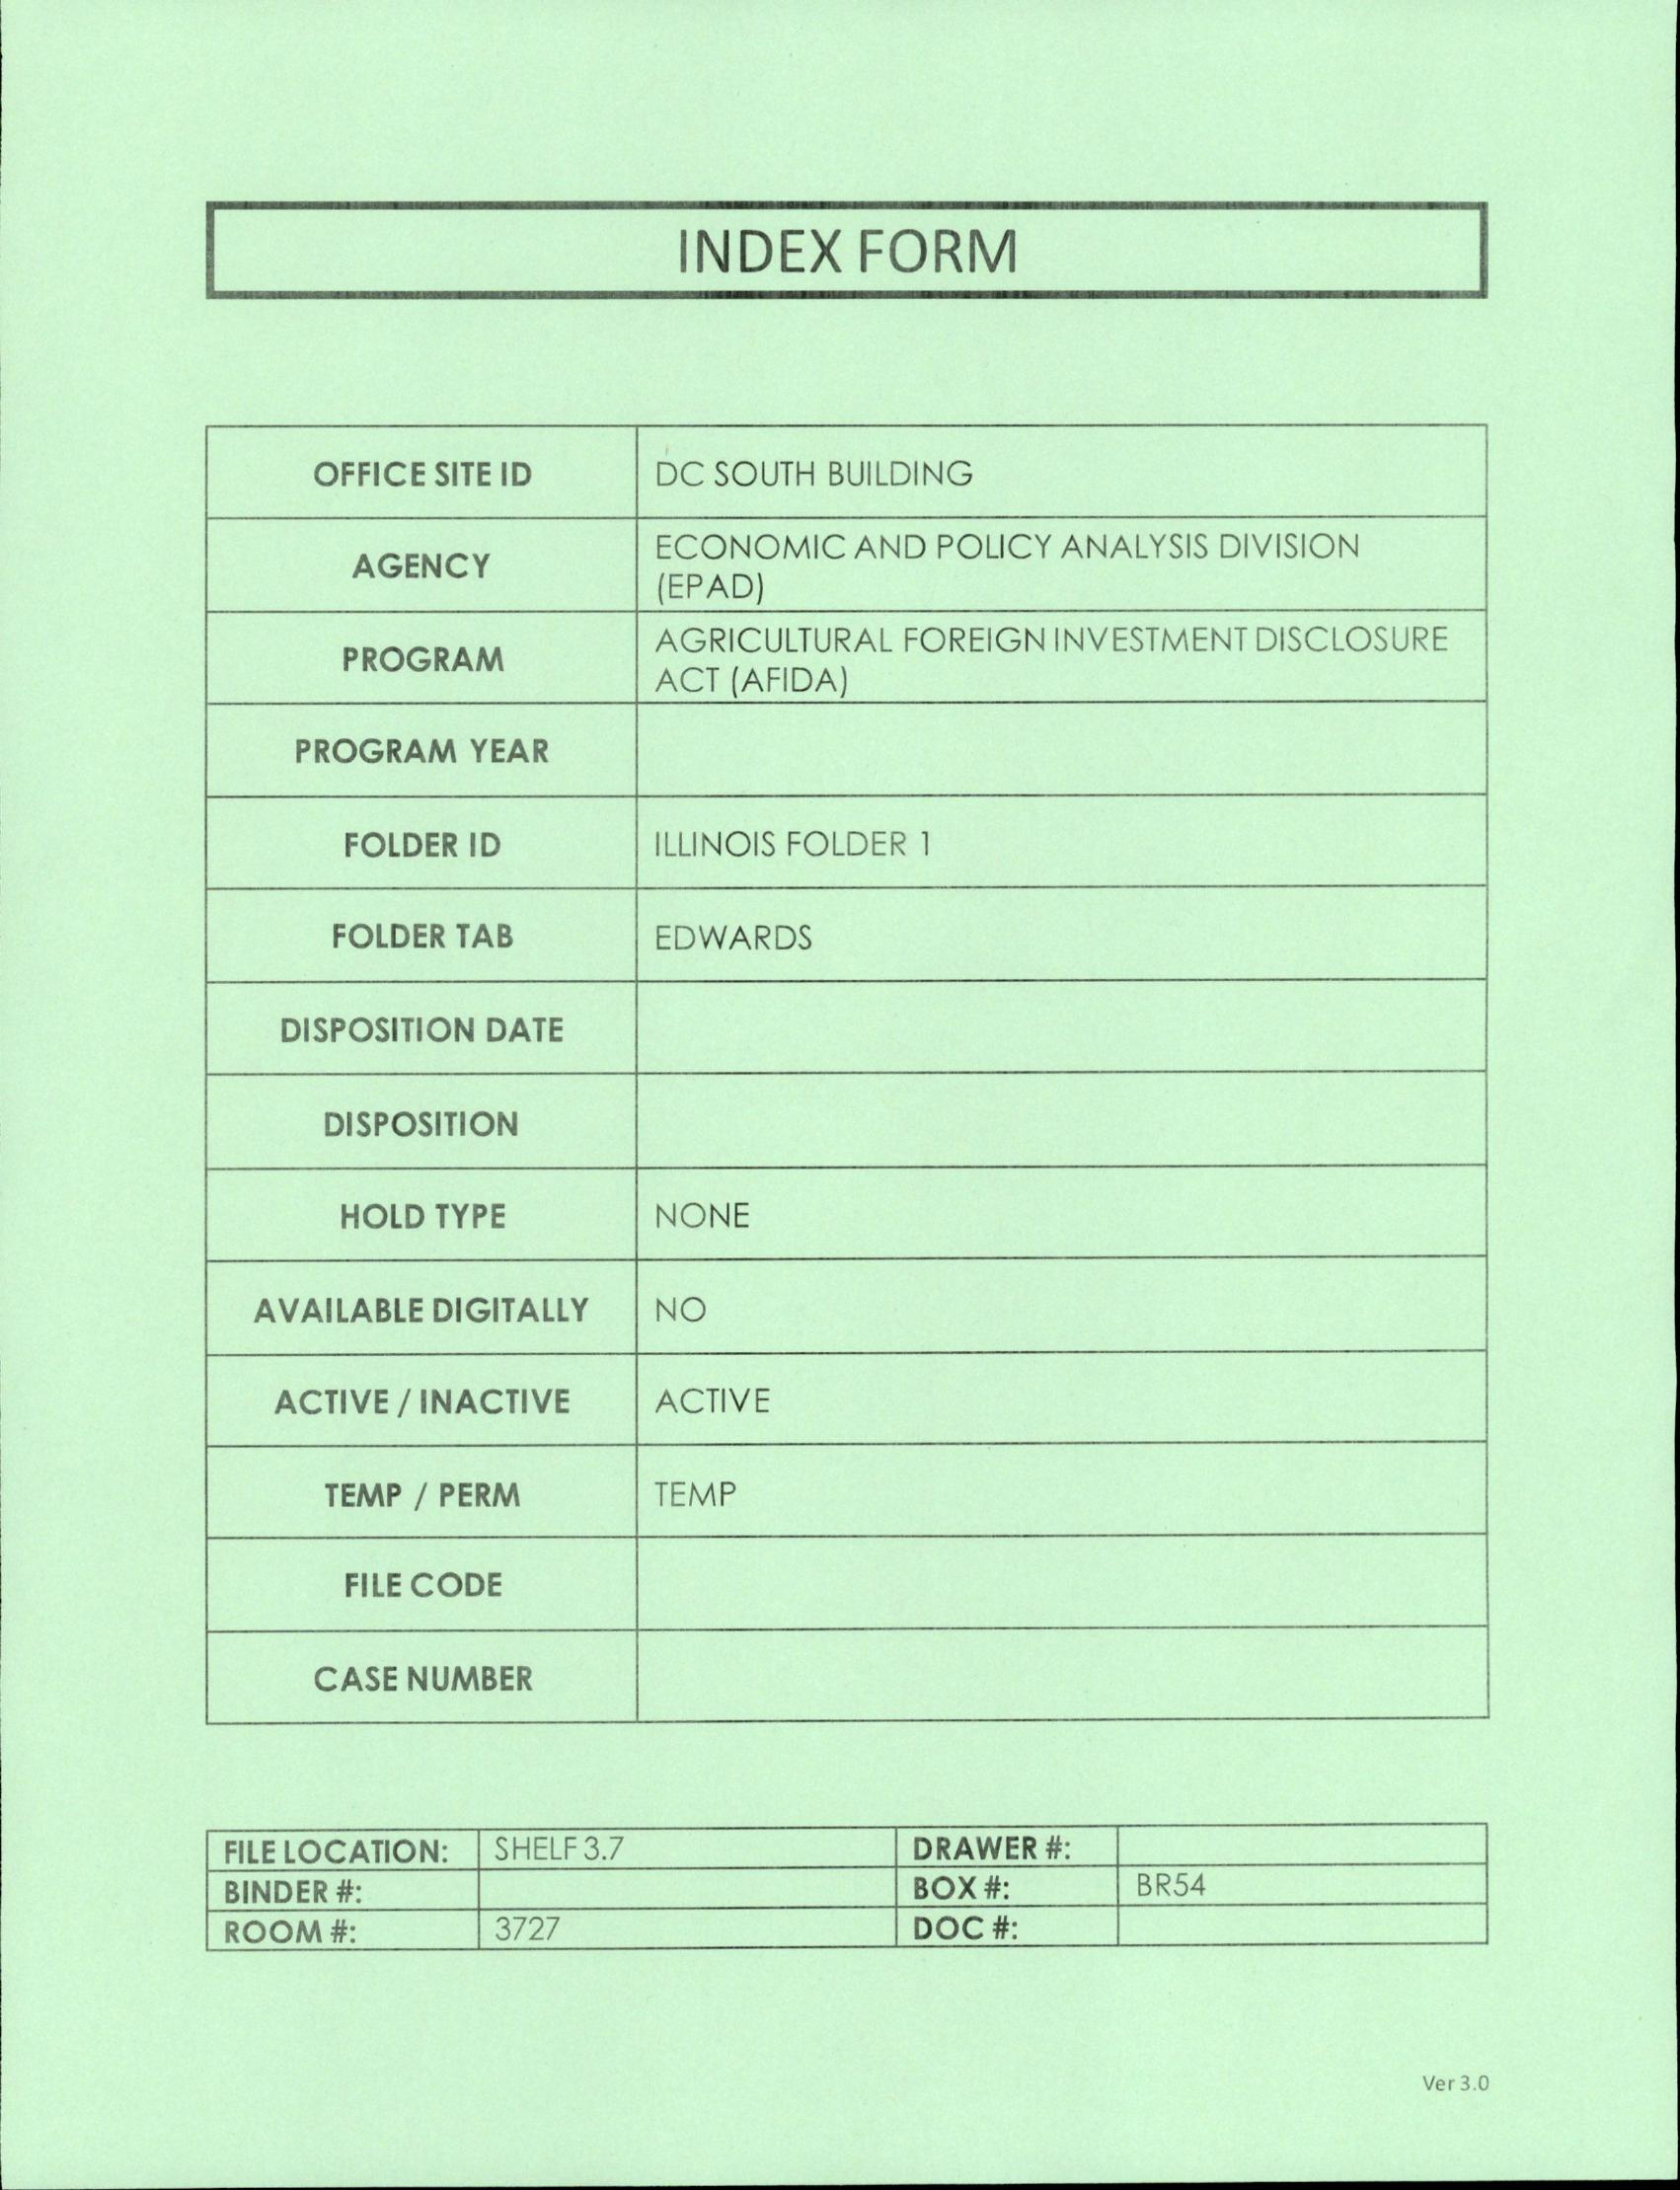 INDEX FORM
OFFICE SITE ID
DC SOUTH BUILDING
AGENCY
ECONOMIC AND POLICY ANALYSIS DIVISION
(EPAD)
PROGRAM
AGRICULTURAL FOREIGN INVESTMENT DISCLOSURE
ACT (AFIDA)
PROGRAM YEAR
FOLDER ID
ILLINOIS FOLDER 1
FOLDER TAB
EDWARDS
DISPOSITION DATE
DISPOSITION
HOLD TYPE
NONE
AVAILABLE DIGITALLY
NO
ACTIVE / INACTIVE
ACTIVE
TEMP / PERM
TEMP
FILE CODE
CASE NUMBER
FILE LOCATION: SHELF 3.7 DRAWER #:
BINDER #: BOX #: BR54
ROOM #: 3727 DOC #:
Ver 3.0